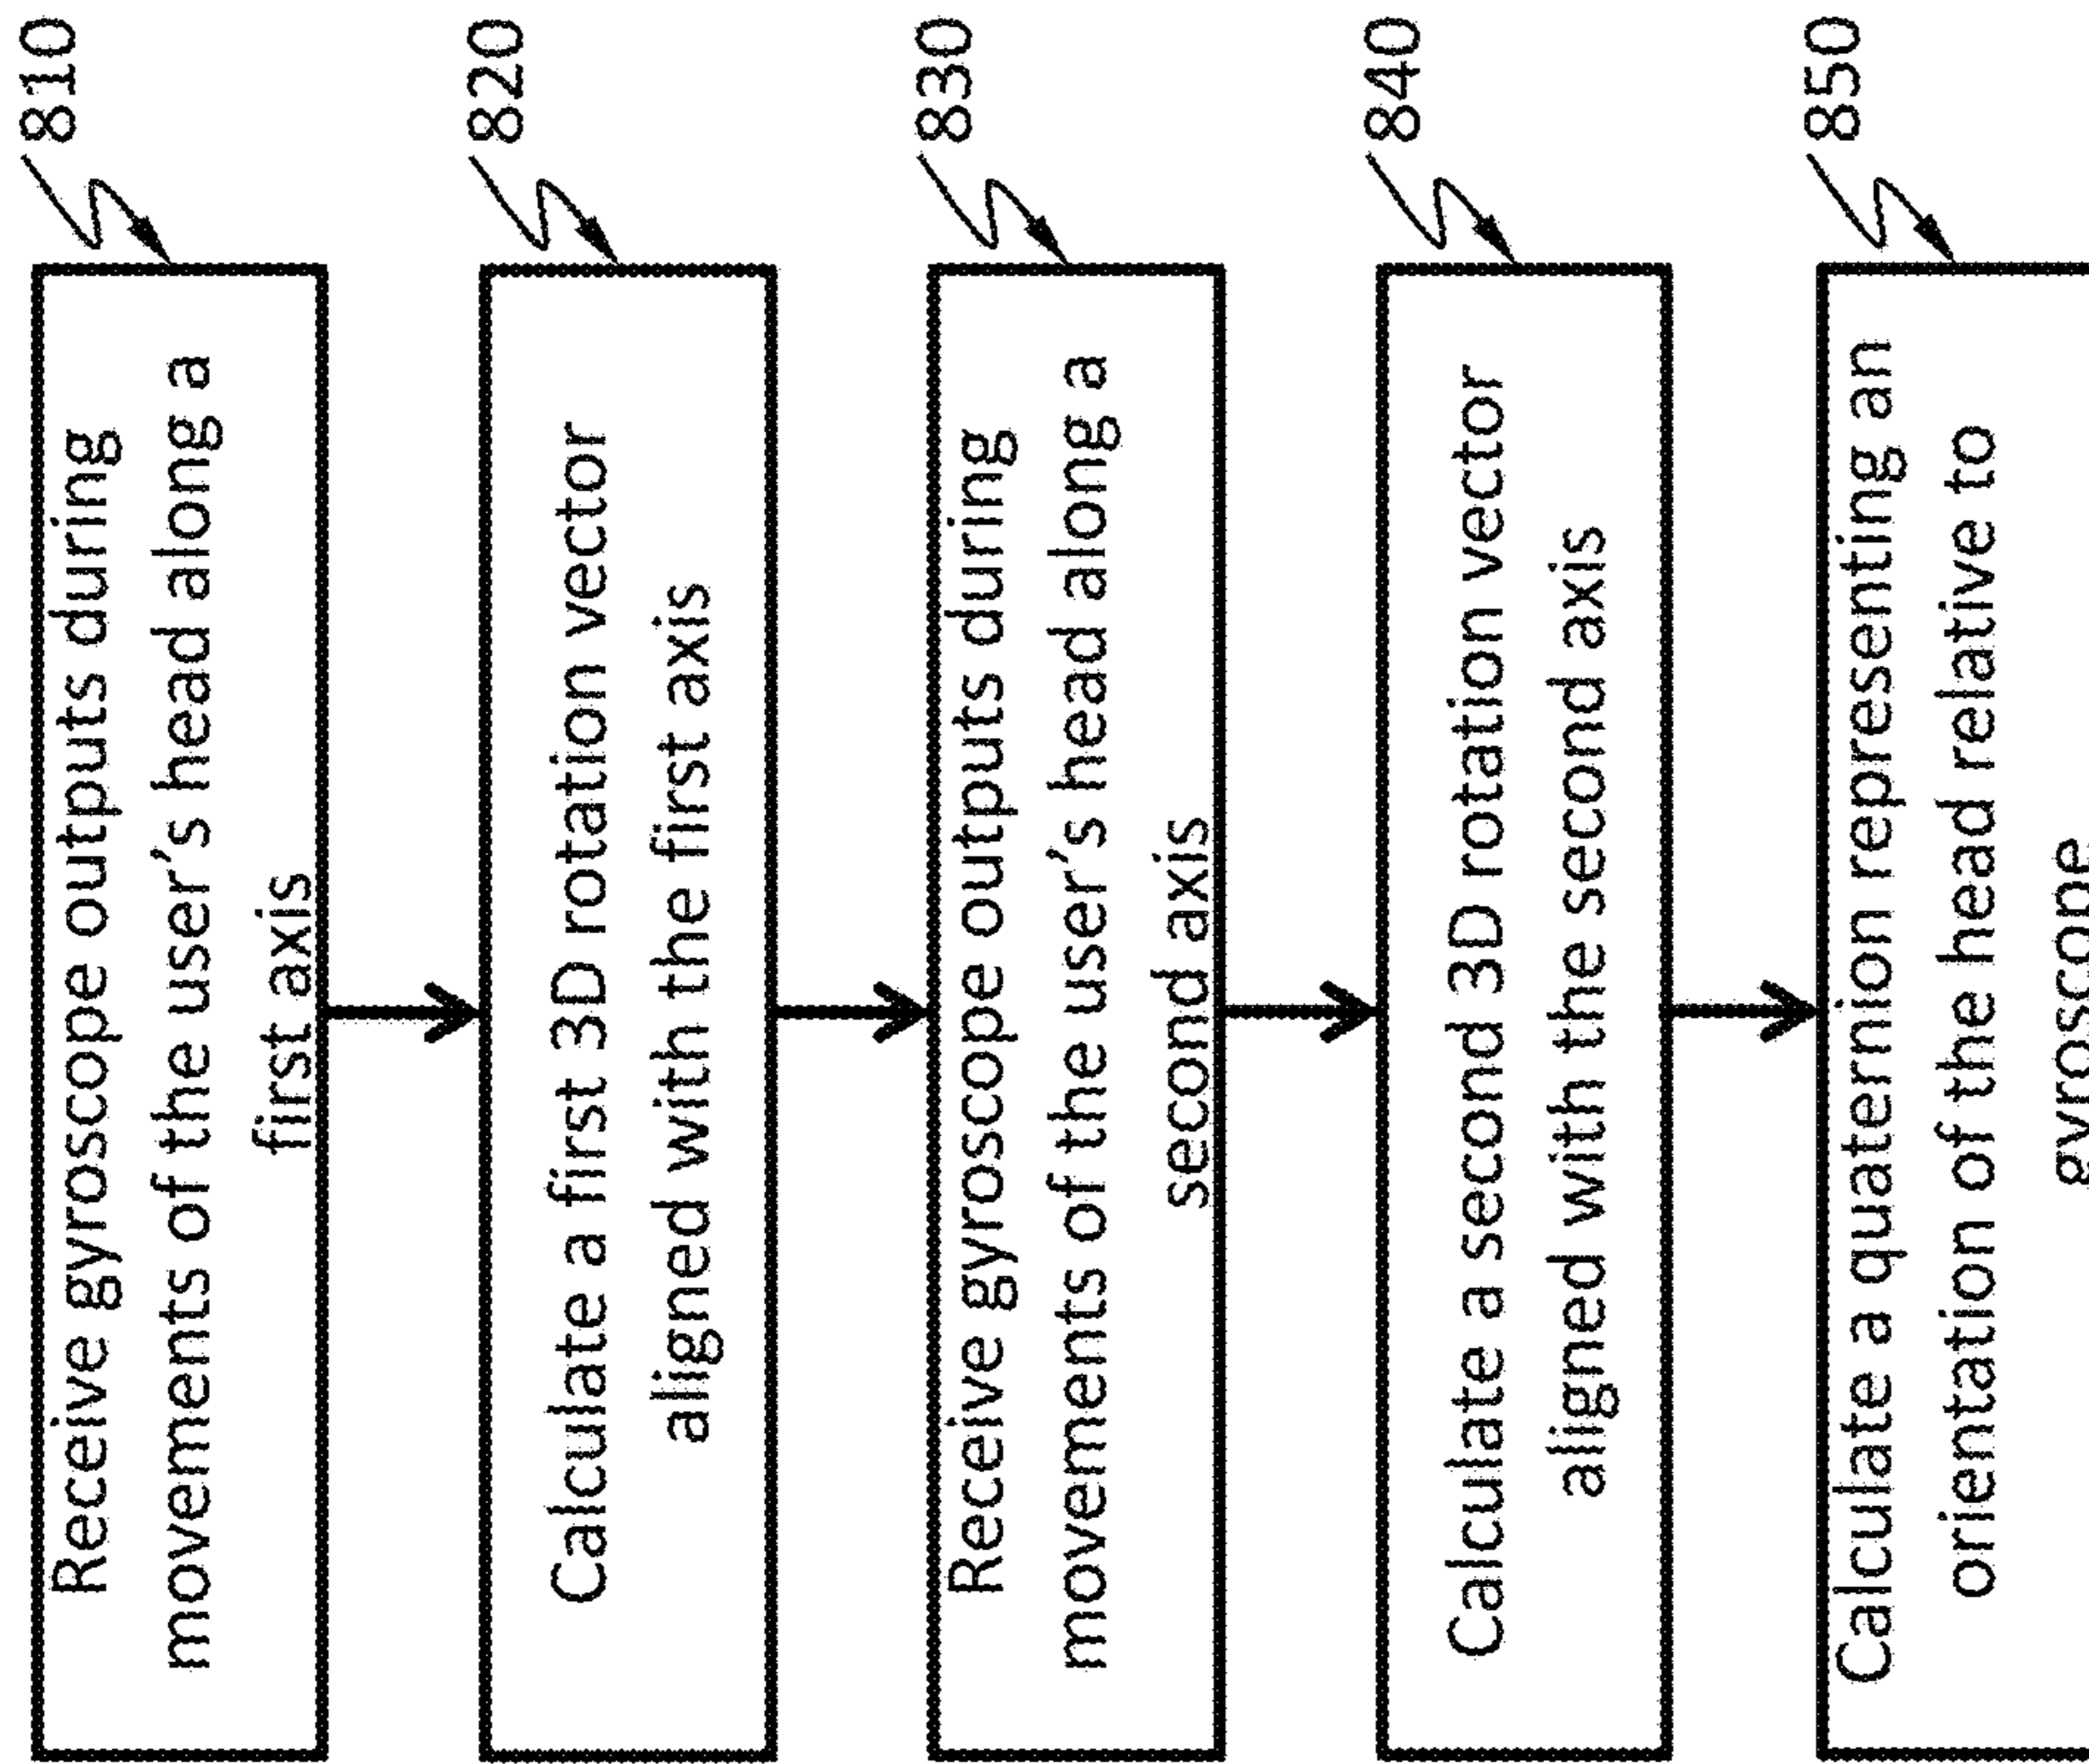 810
Receive gyroscope outputs during
movements of the user's head along a
first axis
820
Calculate a first 3D rotation vector
aligned with the first axis
830
Receive gyroscope outputs during
movements of the user's head along a
second axis
840
Calculate a second 3D rotation vector
aligned with the second axis
850
Calculate a quaternion representing an
orientation of the head relative to
gyroscope